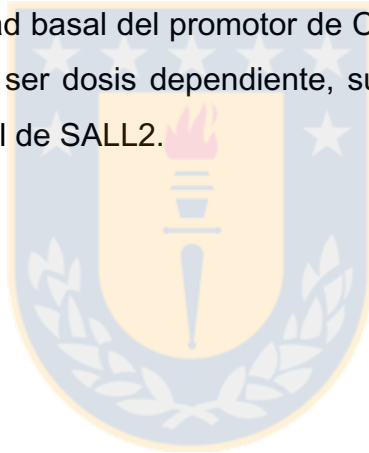 ad basal del promotor de C
ser dosis dependiente, su
l de SALL2.